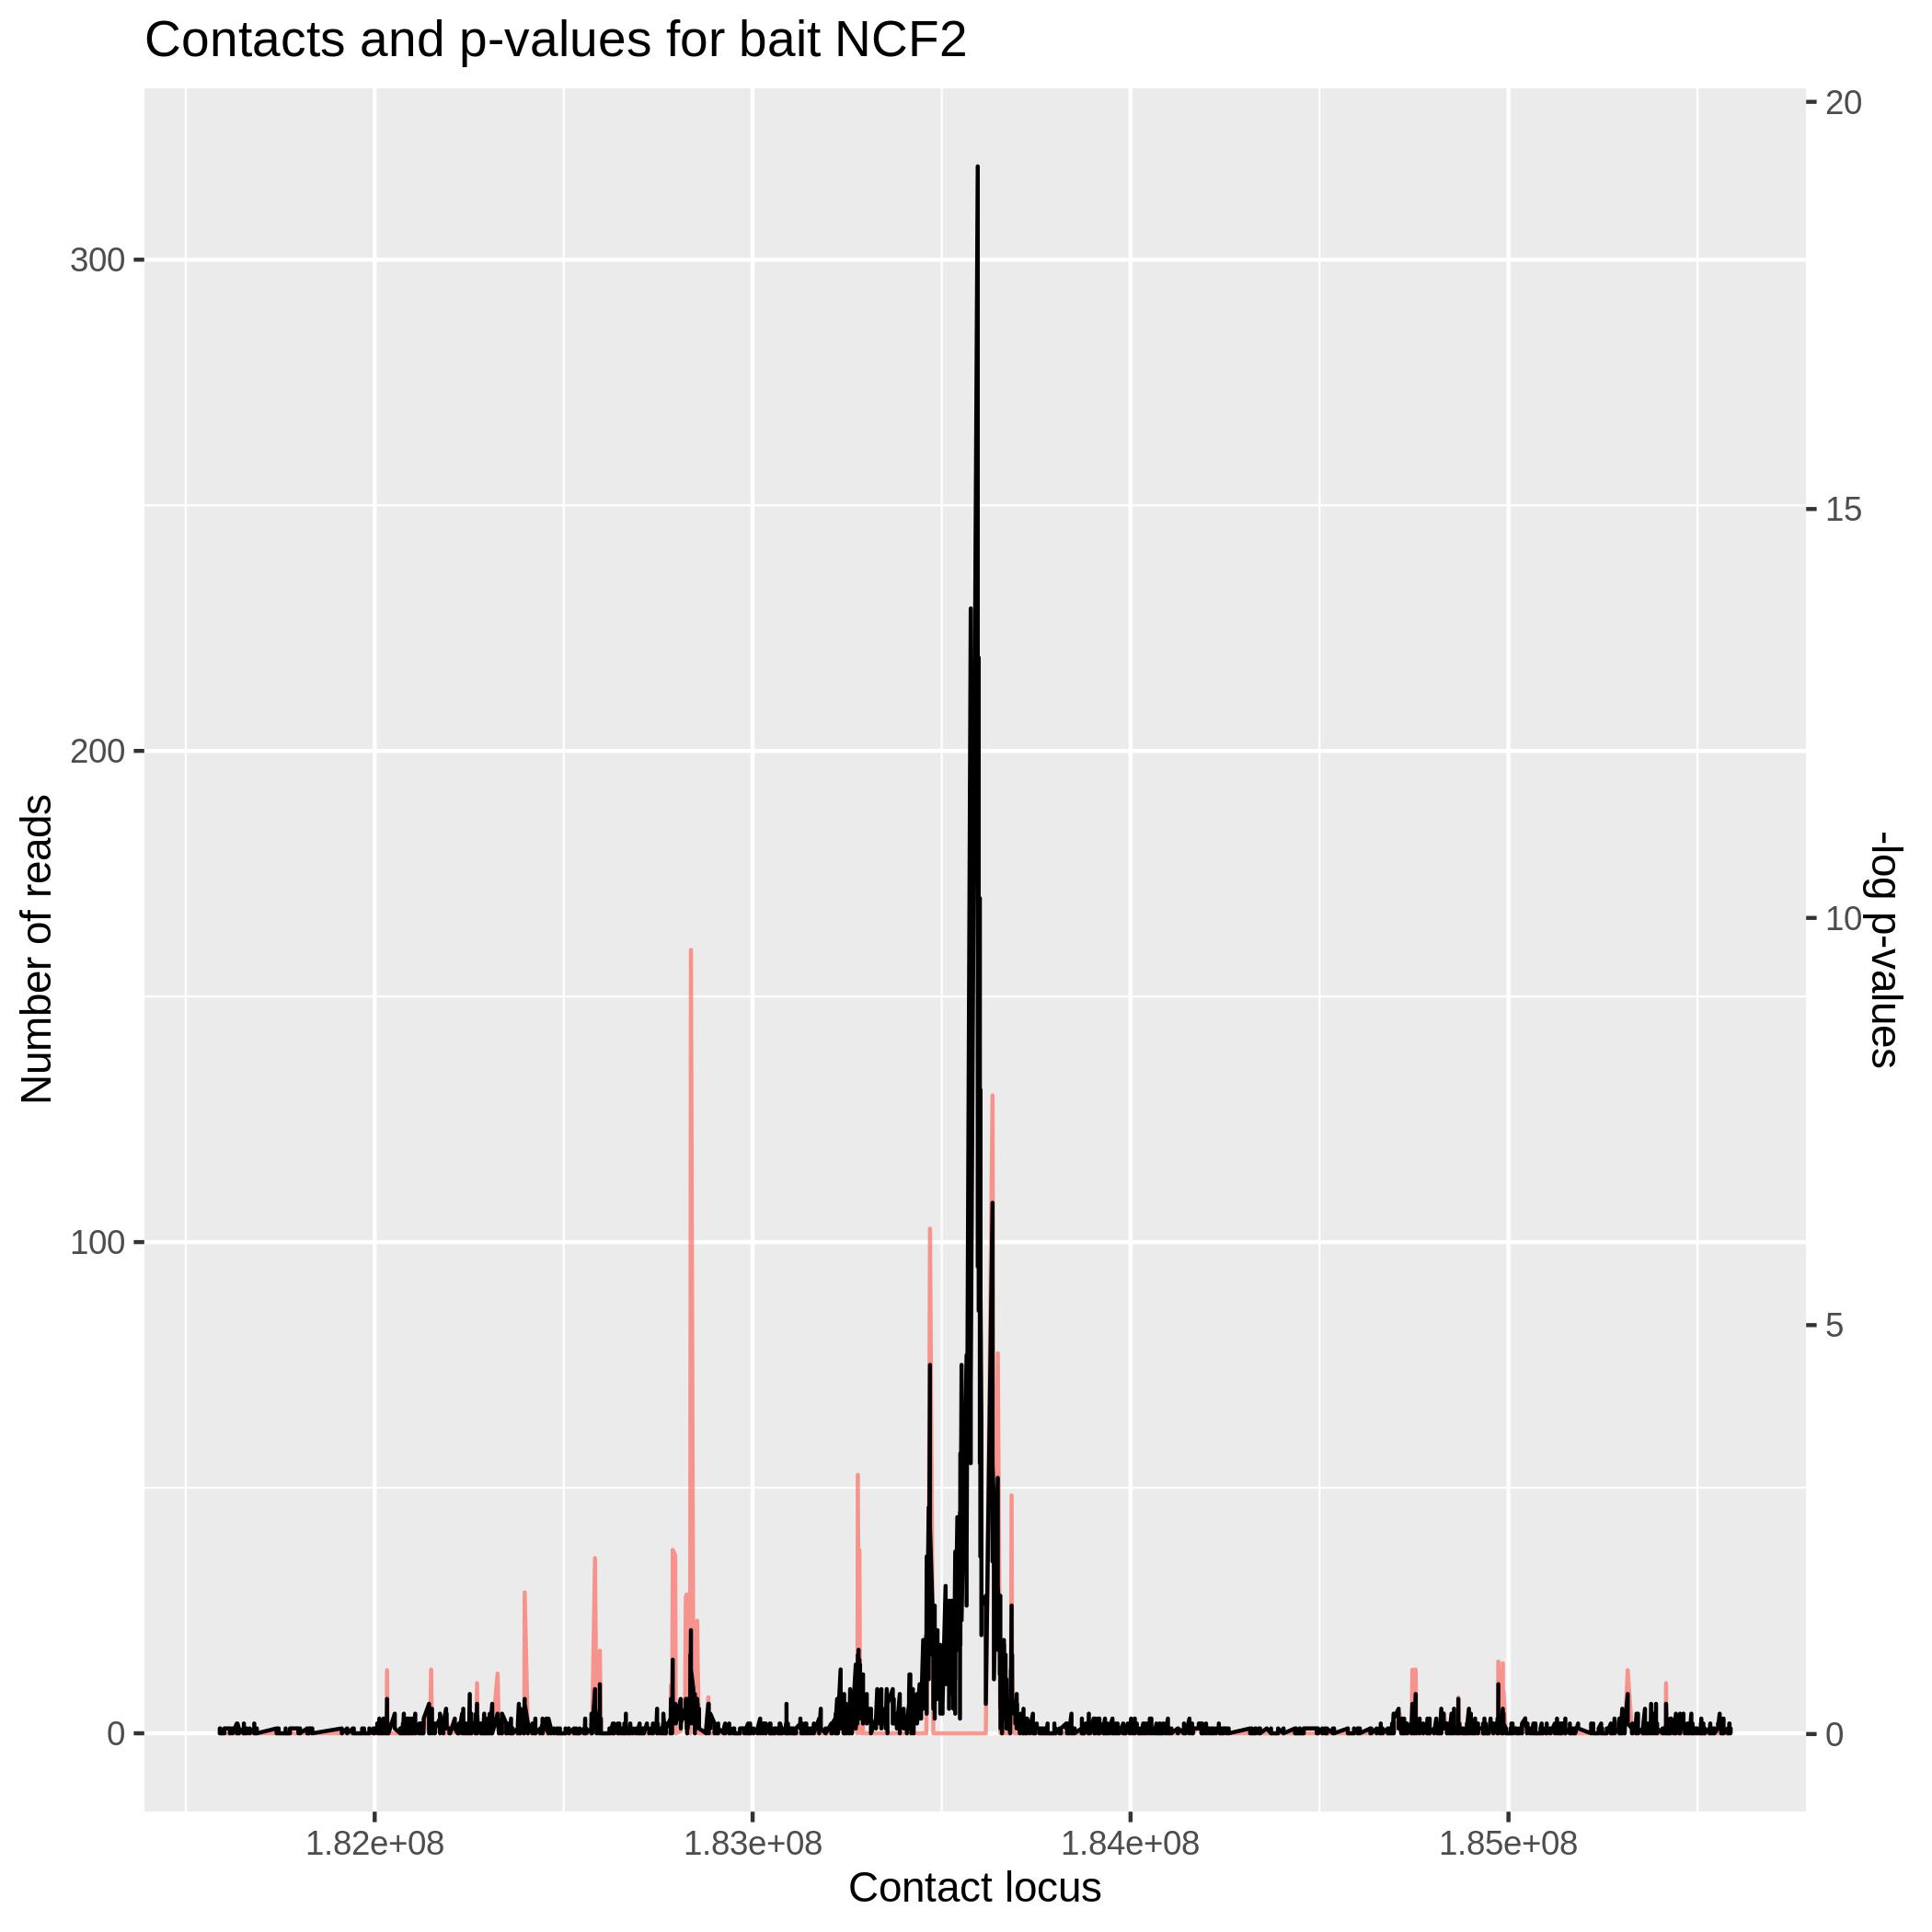 Contacts and p-values for bait NCF2
Number of reads
300
200
100
0
20
15
10
5
0
-log p-values
1.82e+08 1.83e+08 1.84e+08 1.85e+08
Contact locus